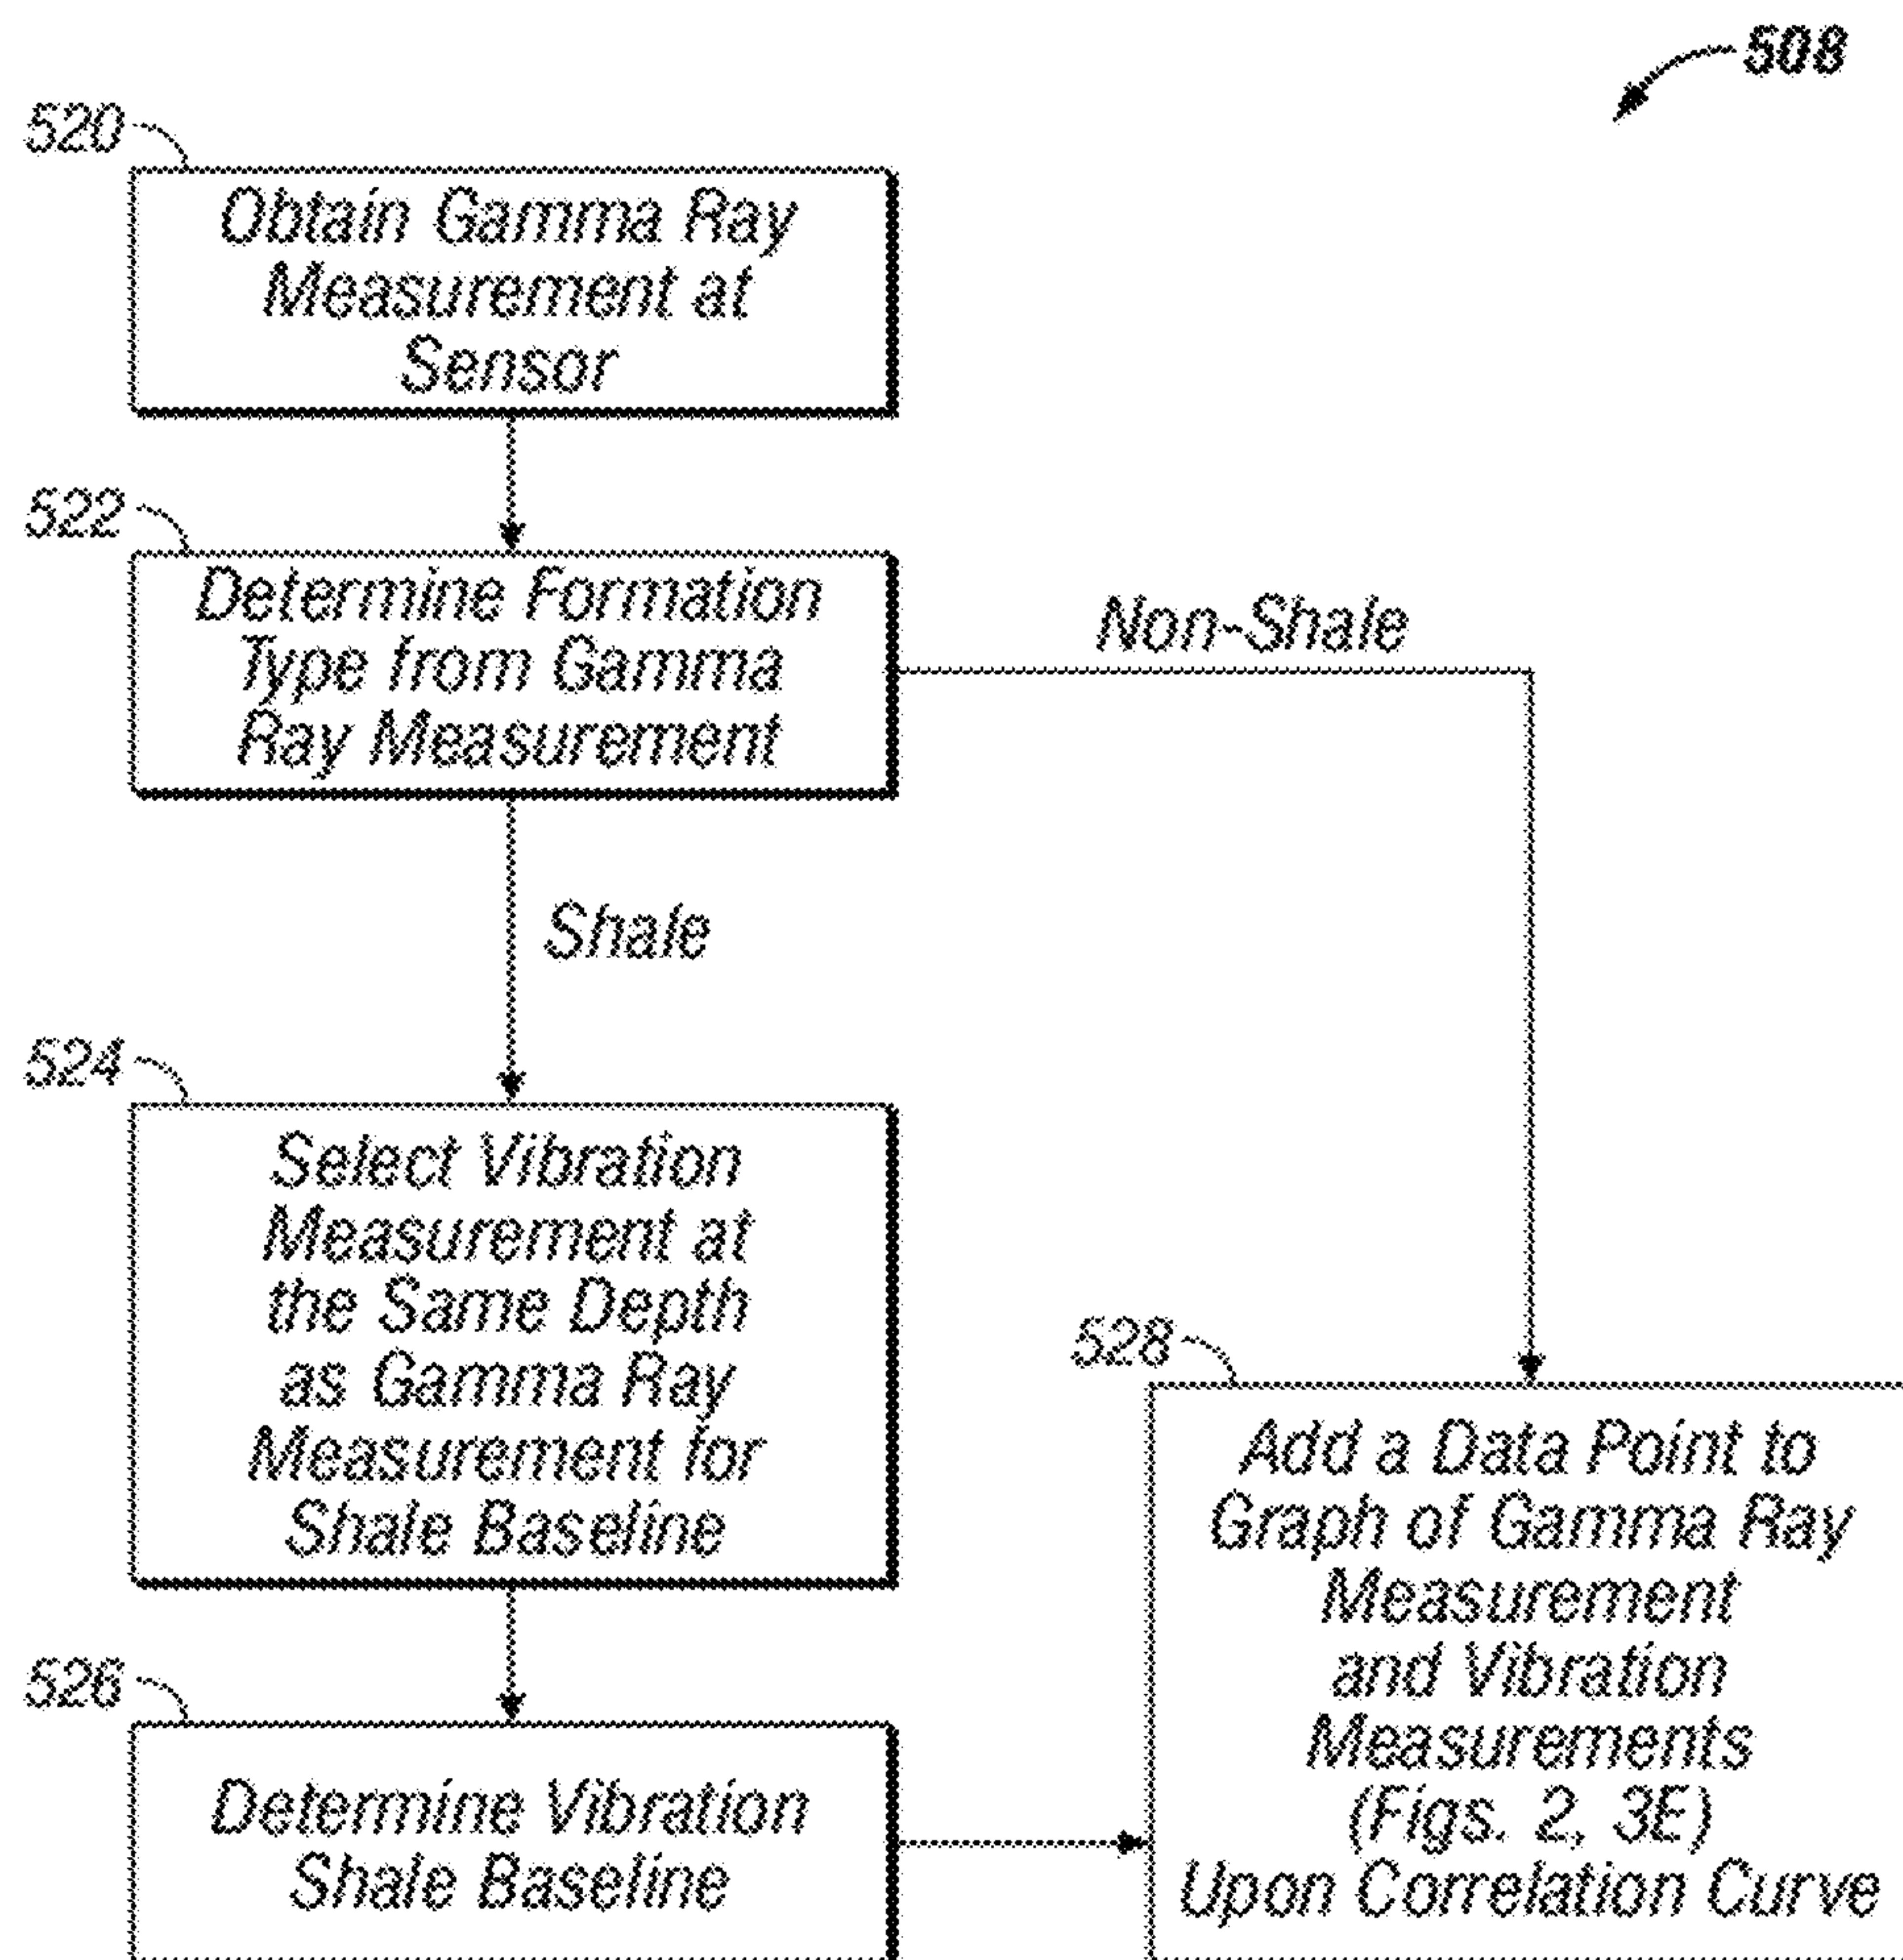 508
520
Obtain Gamma Ray
Measurement at
Sensor
522
Determine Formation
Type from Gamma
Ray Measurement
Non-Shale
Shale
524
Select Vibration
Measurement at
the Same Depth
as Gamma Ray
Measurement for
Shale Baseline
526
Determine Vibration
Shale Baseline
528
Add a Data Point to
Graph of Gamma Ray
Measurement
and Vibration
Measurements
(Figs. 2, 3E)
Upon Correlation Curve